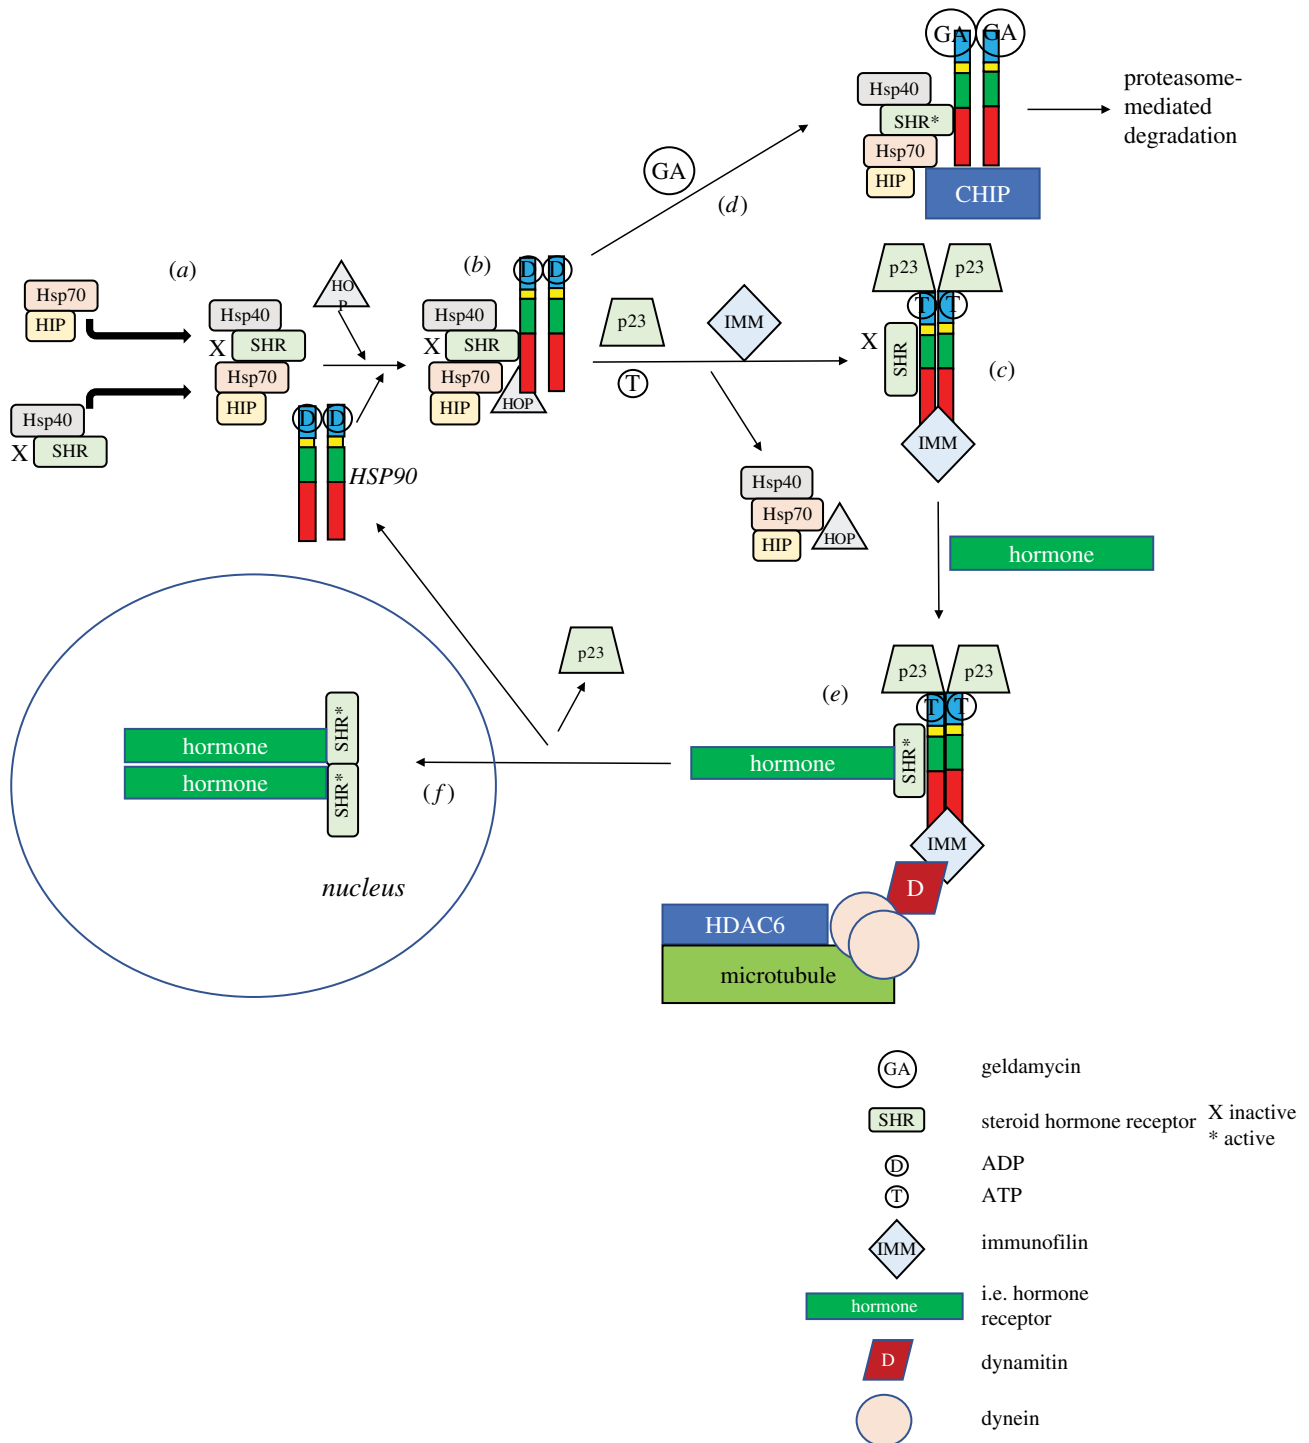 GA GA
Hsp40
SHR*
Hsp70
HIP
CHIP
proteasome-
mediated
degradation
GA
(d)
(a)
Hsp70
HIP
Hsp40
X SHR
Hsp40
X SHR
Hsp70
HIP
HO
P
D D
HSP90
(b)
D D
Hsp40
X SHR
Hsp70
HIP
HOP
p23
T
IMM
Hsp40
Hsp70
HIP
HOP
p23 p23
T T
X
SHR
(c)
IMM
hormone
p23 p23
(e)
T T
hormone
SHR*
IMM
D
HDAC6
microtubule
p23
(f)
hormone
SHR*
hormone
SHR*
nucleus
GA geldamycin
SHR steroid hormone receptor X inactive
* active
D ADP
T ATP
IMM immunofilin
hormone i.e. hormone
receptor
D dynamitin
dynein